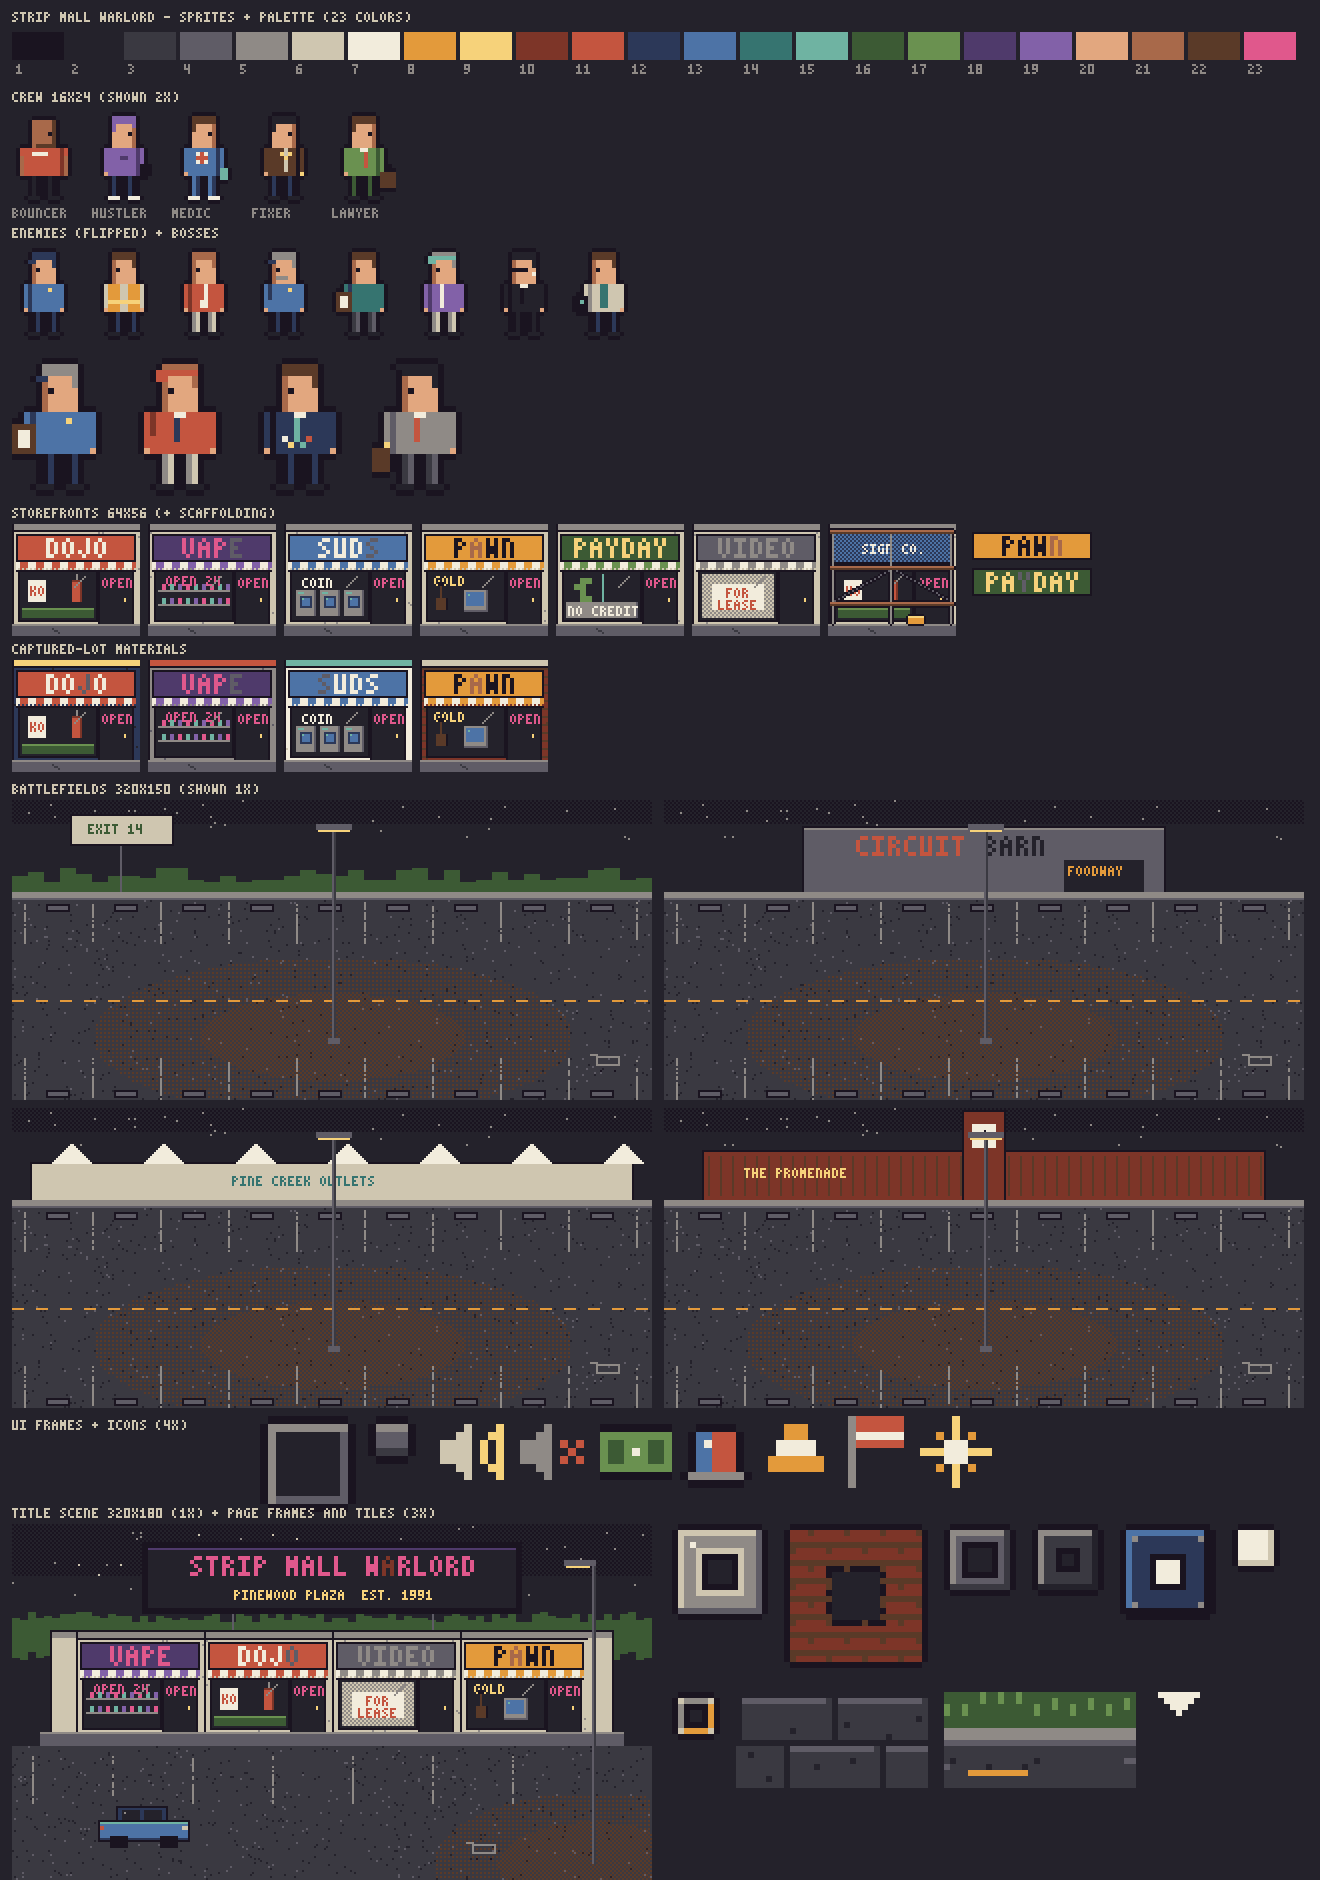 STRIP MALL WARLORD - SPRITES + PALETTE (23 COLORS)
1 2 3 4 5 6 7 8 9 10 11 12 13 14 15 16 17 18 19 20 21 22 23
CREW 16X24 (SHOWN 2X)
BOUNCER HUSTLER MEDIC FIXER LAWYER
ENEMIES (FLIPPED) + BOSSES
STOREFRONTS 64X56 (+ SCAFFOLDING)
DOJO VAPE SUDS PAWN PAYDAY VIDEO SIGN CO. PAWN
KO OPEN OPEN 24 OPEN COIN OPEN GOLD OPEN OPEN FOR OPEN PAYDAY
NO CREDIT LEASE
CAPTURED-LOT MATERIALS
DOJO VAPE SUDS PAWN
KO OPEN OPEN 24 OPEN COIN OPEN GOLD OPEN
BATTLEFIELDS 320X150 (SHOWN 1X)
EXIT 14
CIRCUIT BARN
FOODWAY
PINE CREEK OUTLETS
THE PROMENADE
UI FRAMES + ICONS (4X)
TITLE SCENE 320X180 (1X) + PAGE FRAMES AND TILES (3X)
STRIP MALL WARLORD
PINEWOOD PLAZA EST. 1991
VAPE DOJO VIDEO PAWN
OPEN 24 OPEN KO OPEN FOR GOLD OPEN
LEASE